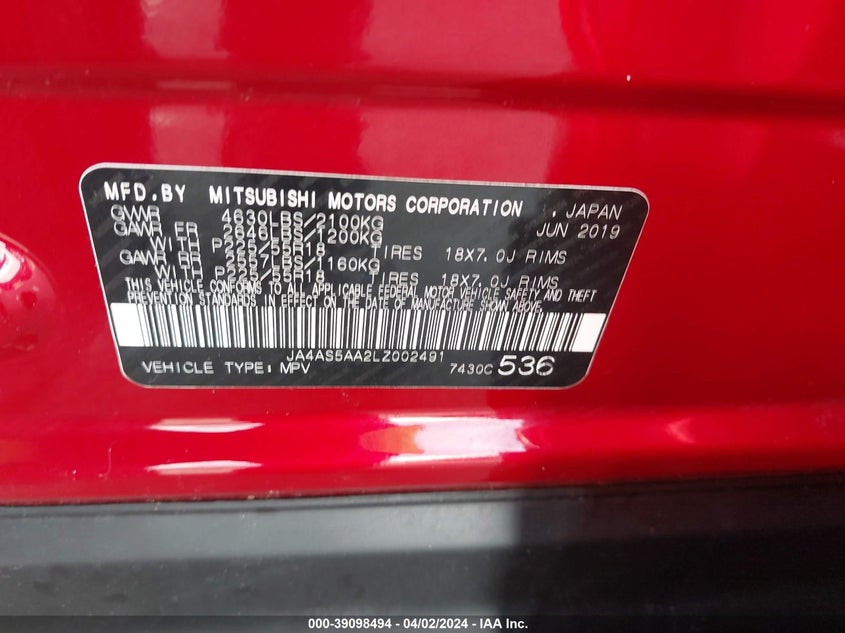 MFD.BY MITSUBISHI MOTORS CORPORATION , JAPAN
GVWR 4630LBS/2100KG JUN 2019
GAWR FR 2646LBS/1200KG
WITH P225/55R18 TIRES 18X7.0J RIMS
GAWR RR 2557LBS/1160KG
WITH P225/55R18 TIRES 18X7.0J RIMS
THIS VEHICLE CONFORMS TO ALL APPLICABLE FEDERAL MOTOR VEHICLE SAFETY AND THEFT
PREVENTION STANDARDS IN EFFECT ON THE DATE OF MANUFACTURE SHOWN ABOVE.
JA4AS5AA2LZ002491
VEHICLE TYPE: MPV 7430C 536
000-39098494 - 04/02/2024 - IAA Inc.